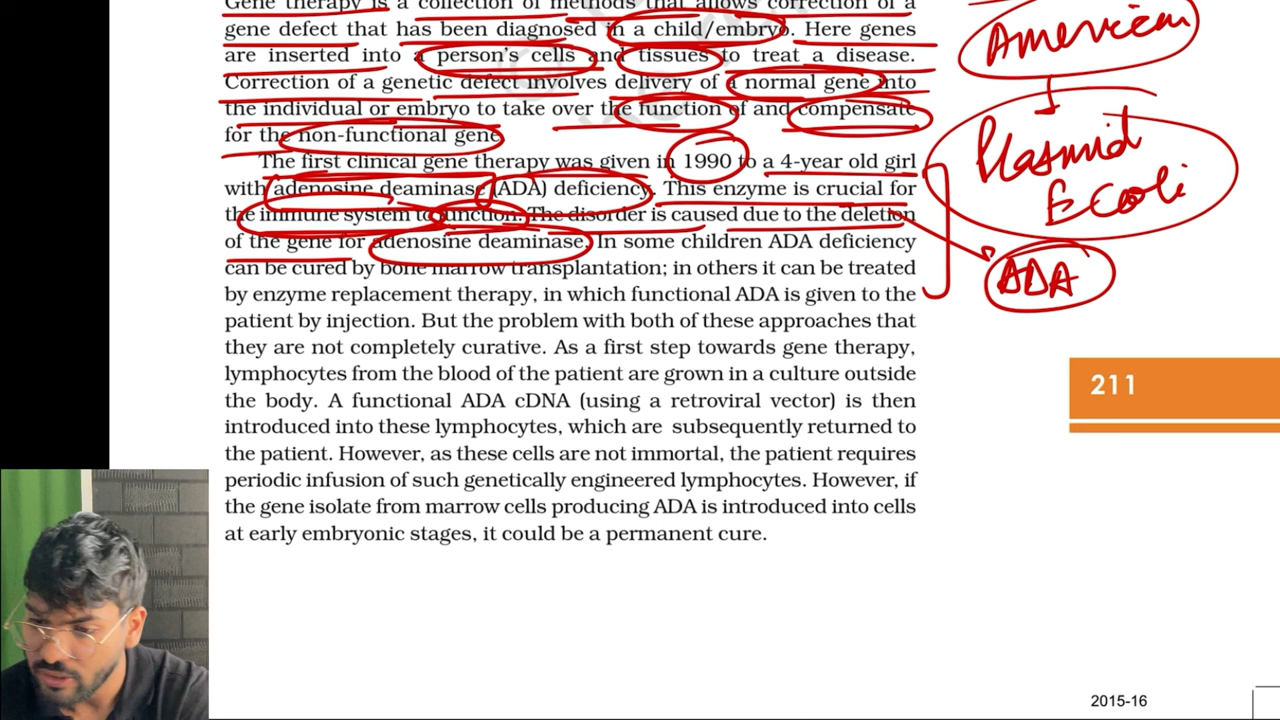 Gene therapy is a collection of methods that allows correction of a
gene defect that has been diagnosed in a child/embryo. Here genes
are inserted into a person's cells and tissues to treat a disease.
Correction of a genetic defect involves delivery of a normal gene into
the individual or embryo to take over the function of and compensate
for the non-functional gene.
The first clinical gene therapy was given in 1990 to a 4-year old girl
with adenosine deaminase (ADA) deficiency. This enzyme is crucial for
the immune system to function. The disorder is caused due to the deletion
of the gene for adenosine deaminase. In some children ADA deficiency
can be cured by bone marrow transplantation; in others it can be treated
by enzyme replacement therapy, in which functional ADA is given to the
patient by injection. But the problem with both of these approaches that
they are not completely curative. As a first step towards gene therapy,
lymphocytes from the blood of the patient are grown in a culture outside
the body. A functional ADA cDNA (using a retroviral vector) is then
introduced into these lymphocytes, which are subsequently returned to
the patient. However, as these cells are not immortal, the patient requires
periodic infusion of such genetically engineered lymphocytes. However, if
the gene isolate from marrow cells producing ADA is introduced into cells
at early embryonic stages, it could be a permanent cure.
American
Plasmid
E Coli
ADA
211
2015-16